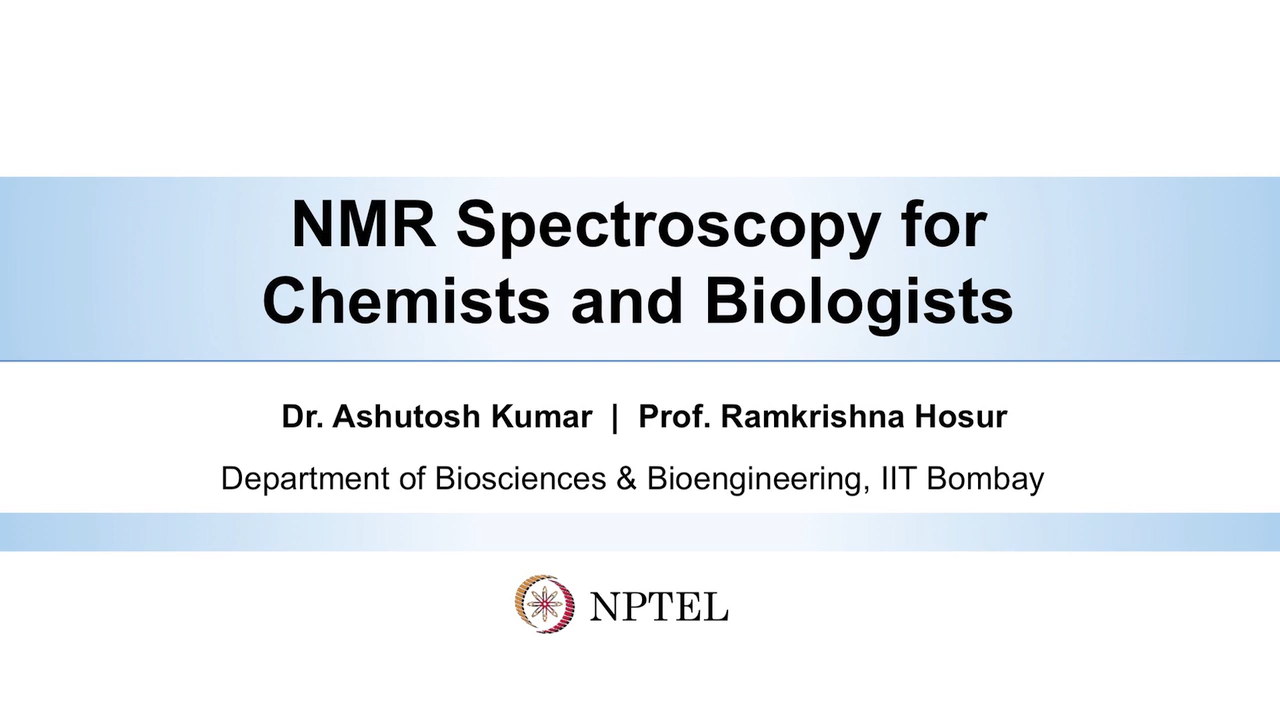 NMR Spectroscopy for
Chemists and Biologists
Dr. Ashutosh Kumar | Prof. Ramkrishna Hosur
Department of Biosciences & Bioengineering, IIT Bombay
NPTEL